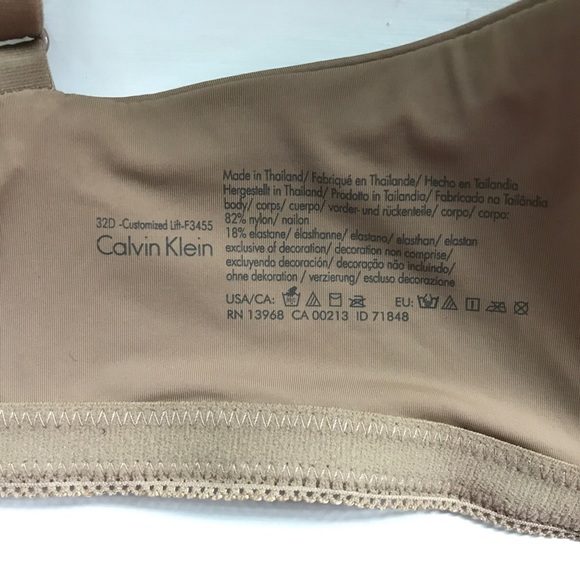 32D -Customized Lift-F3455
Calvin Klein
Made in Thailand/ Fabriqué en Thaïlande/ Hecho en Tailandia
Hergestellt in Thailand/ Prodotto in Tailandia/ Fabricado na Tailândia
body/ corps/ cuerpo/ vorder- und rückenteile/ corpo/ corpo:
82% nylon/ nailon
18% elastane/ élasthanne/ elastano/ elasthan/ elastan
exclusive of decoration/ decoration non comprise/
excluyendo decoración/ decoração não incluindo/
ohne dekoration / verzierung/ escluso decorazione
USA/CA: EU:
RN 13968 CA 00213 ID 71848